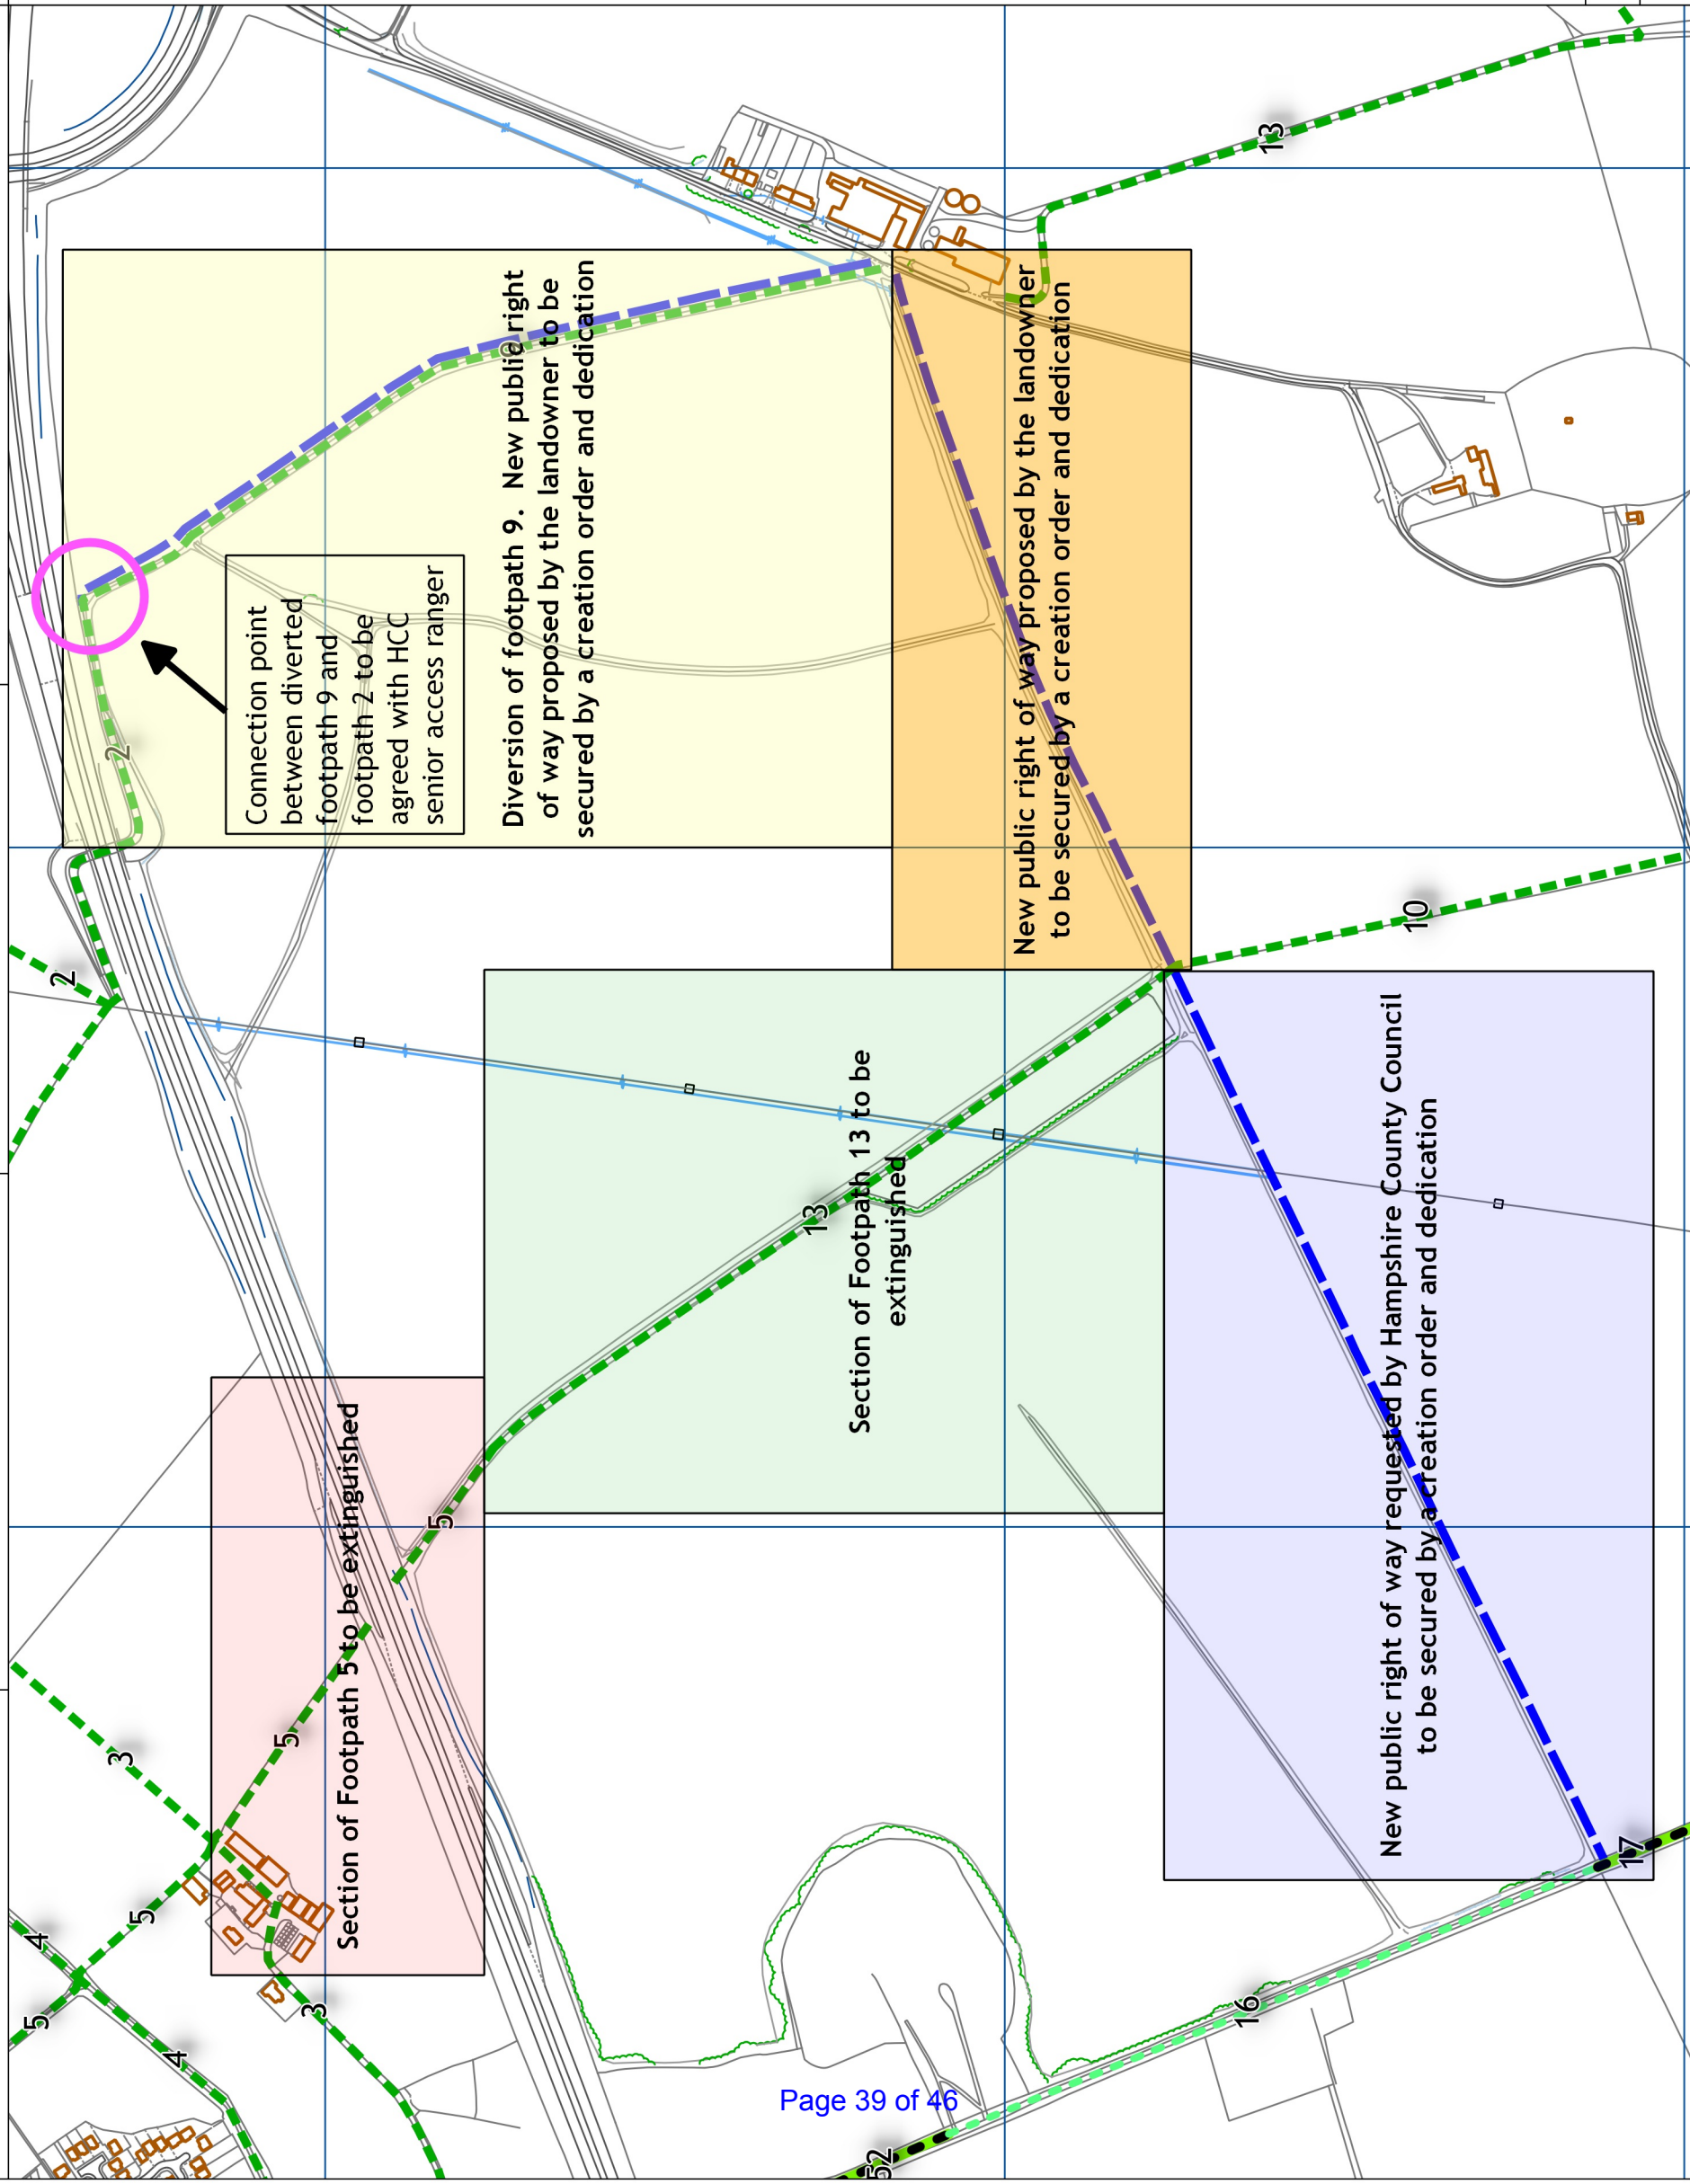 Connection point
between diverted
footpath 9 and
footpath 2 to be
agreed with HCC
senior access ranger
Diversion of footpath 9. New public right
of way proposed by the landowner to be
secured by a creation order and dedication
New public right of way proposed by the landowner
to be secured by a creation order and dedication
Section of Footpath 13 to be
extinguished
Section of Footpath 5 to be extinguished
New public right of way requested by Hampshire County Council
to be secured by a creation order and dedication
13
9
2
2
10
13
5
5
3
5
4
5
3
4
16
17
52
Page 39 of 46